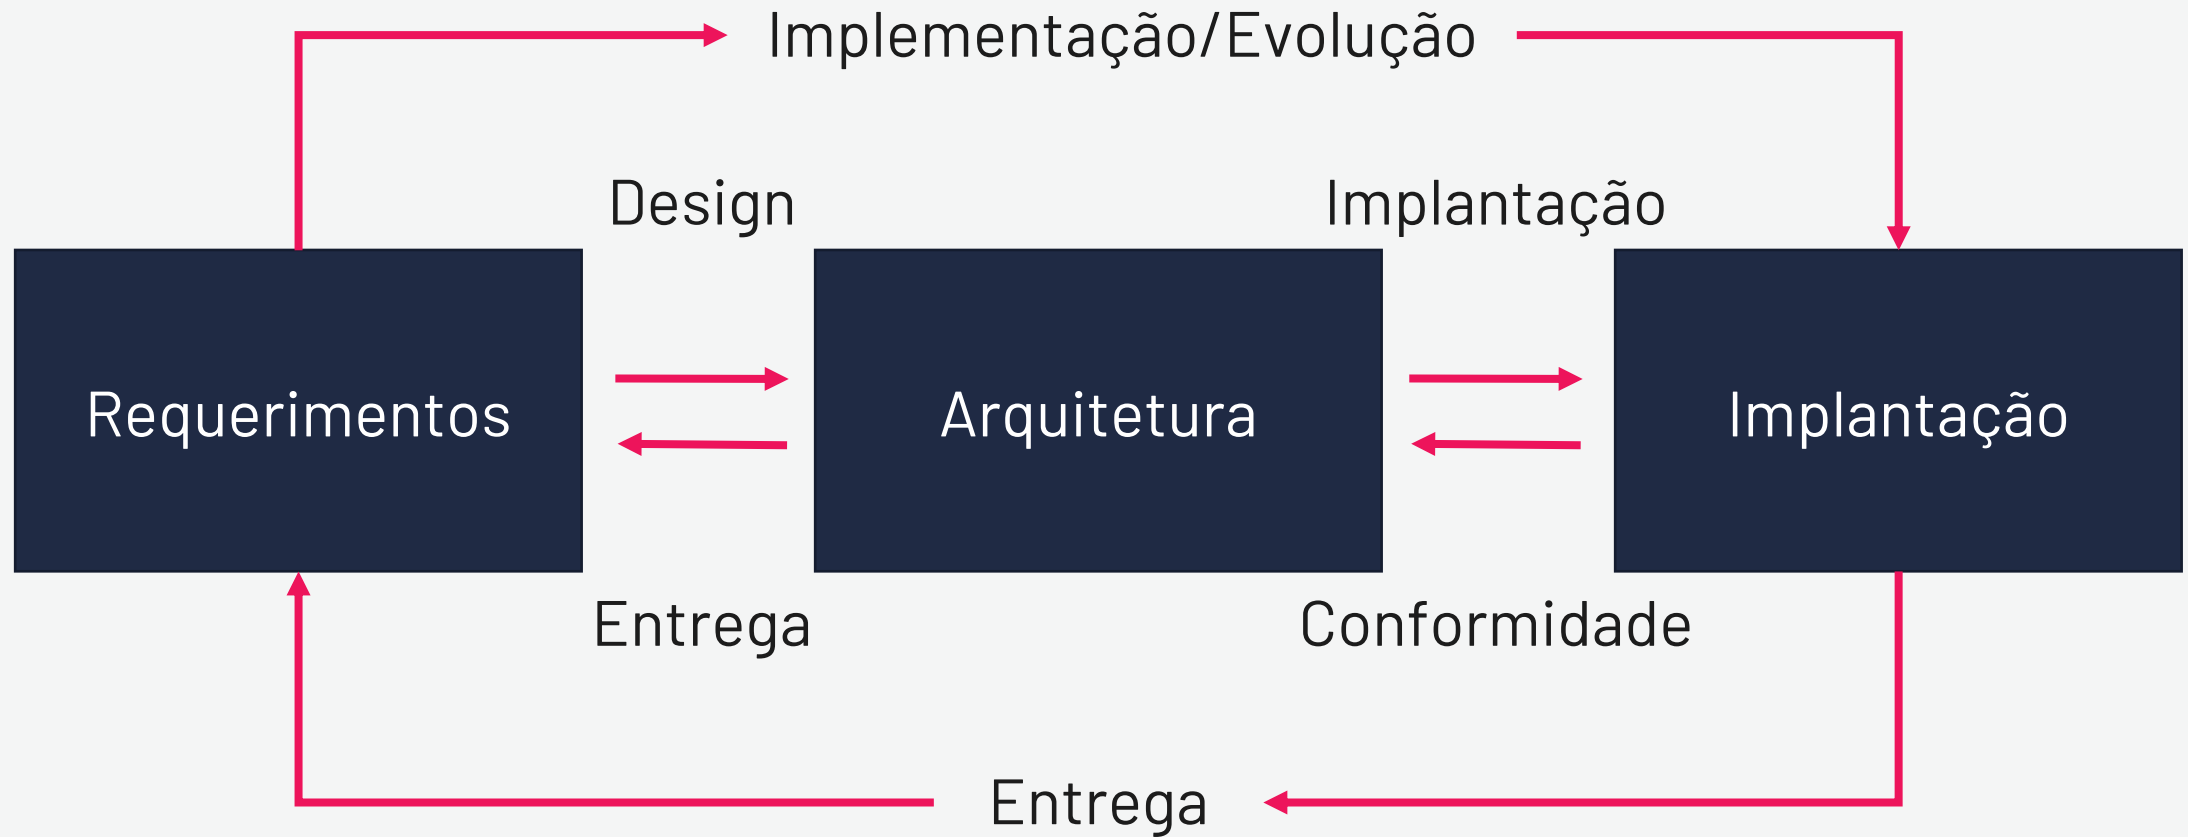 Implementação/Evolução
Design
Implantação
Requerimentos
Arquitetura
Implantação
Entrega
Conformidade
Entrega